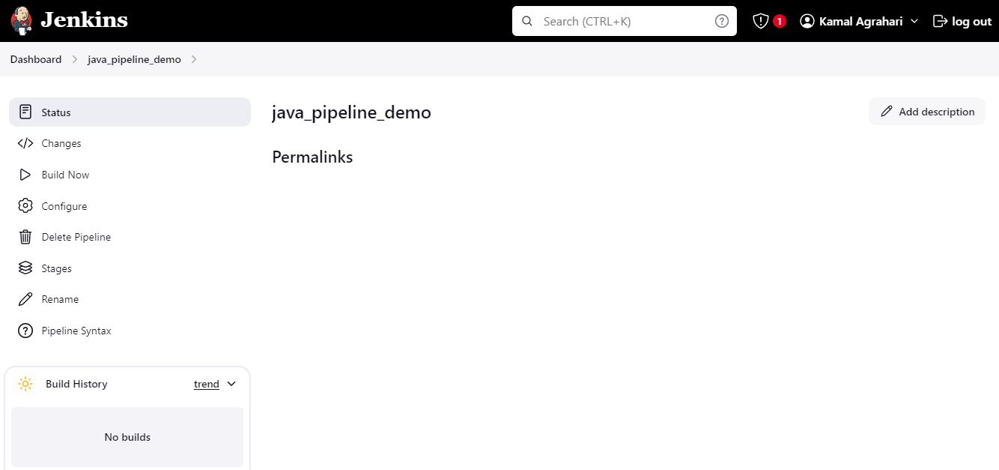 Jenkins
Search (CTRL+K)
?
1
Kamal Agrahari
log out
Dashboard
java_pipeline_demo
Status
Changes
Build Now
Configure
Delete Pipeline
Stages
Rename
Pipeline Syntax
java_pipeline_demo
Add description
Permalinks
Build History
trend
No builds